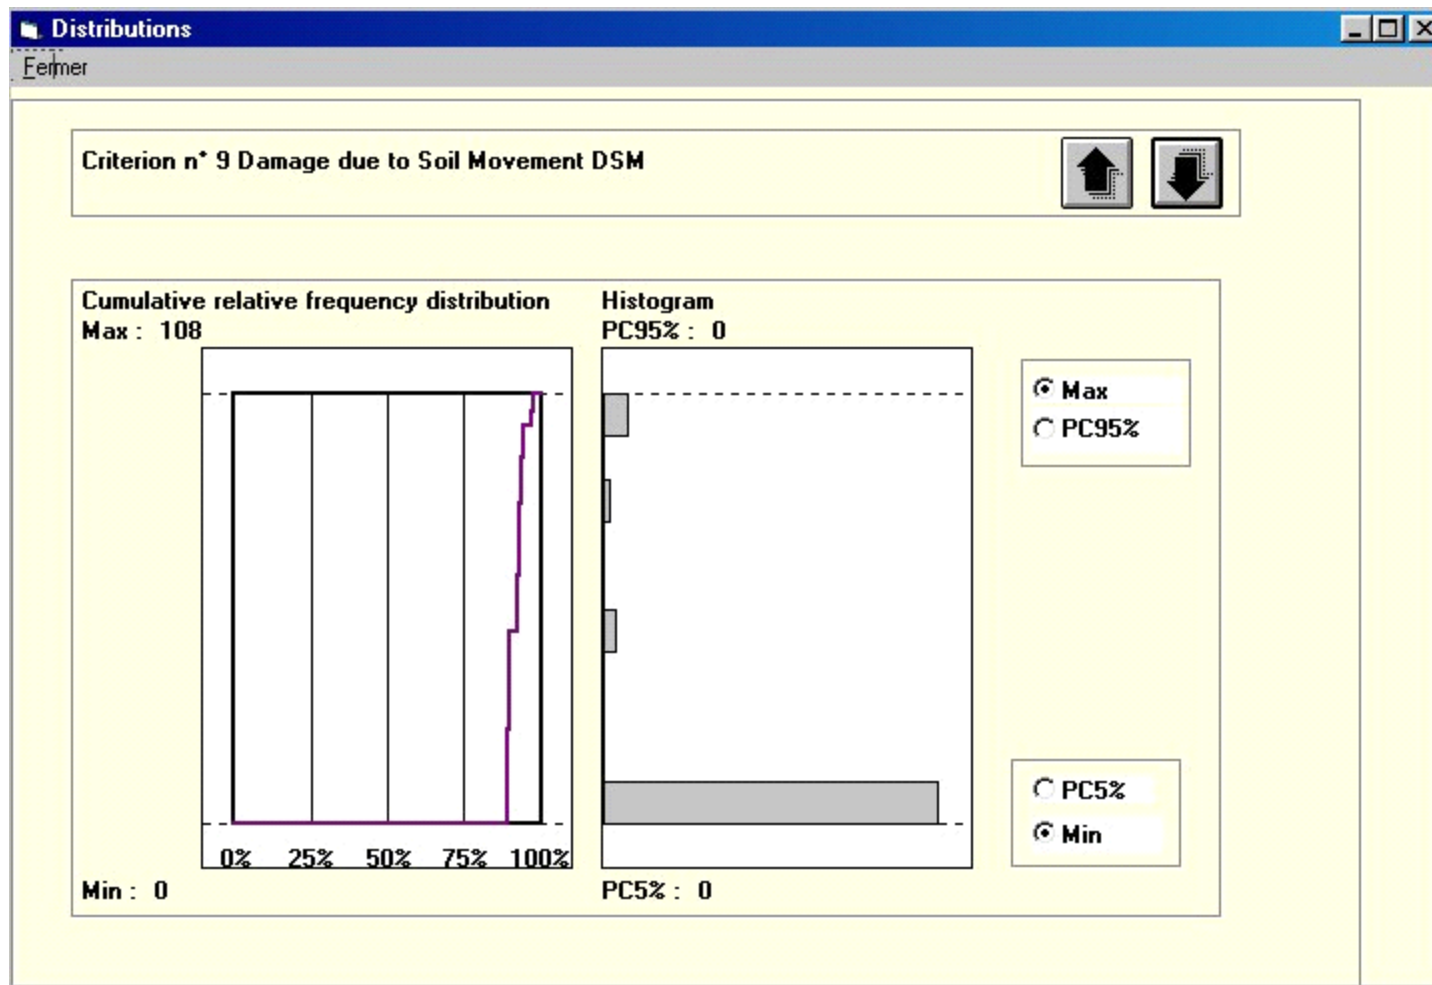 Distributions
Fermer
Criterion n° 9 Damage due to Soil Movement DSM
Cumulative relative frequency distribution
Max : 108
Histogram
PC95% : 0
Max
PC95%
0% 25% 50% 75% 100%
PC5%
Min
Min : 0
PC5% : 0